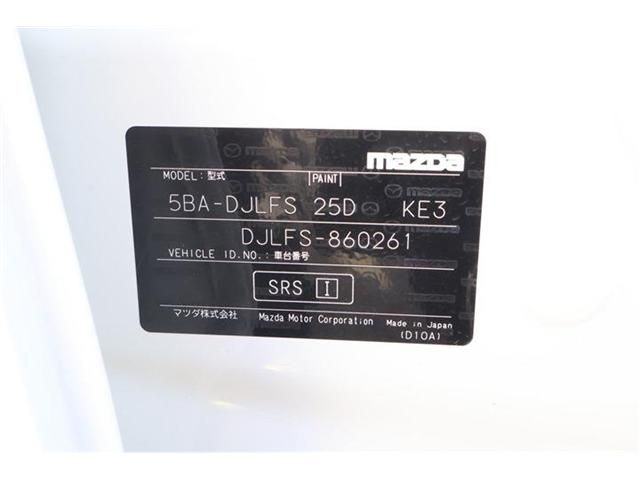 mazda
MODEL:型式 PAINT
5BA-DJLFS 25D KE3
DJLFS-860261
VEHICLE ID.NO.:車台番号
SRS I
マツダ株式会社 Mazda Motor Corporation Made in Japan
(D10A)